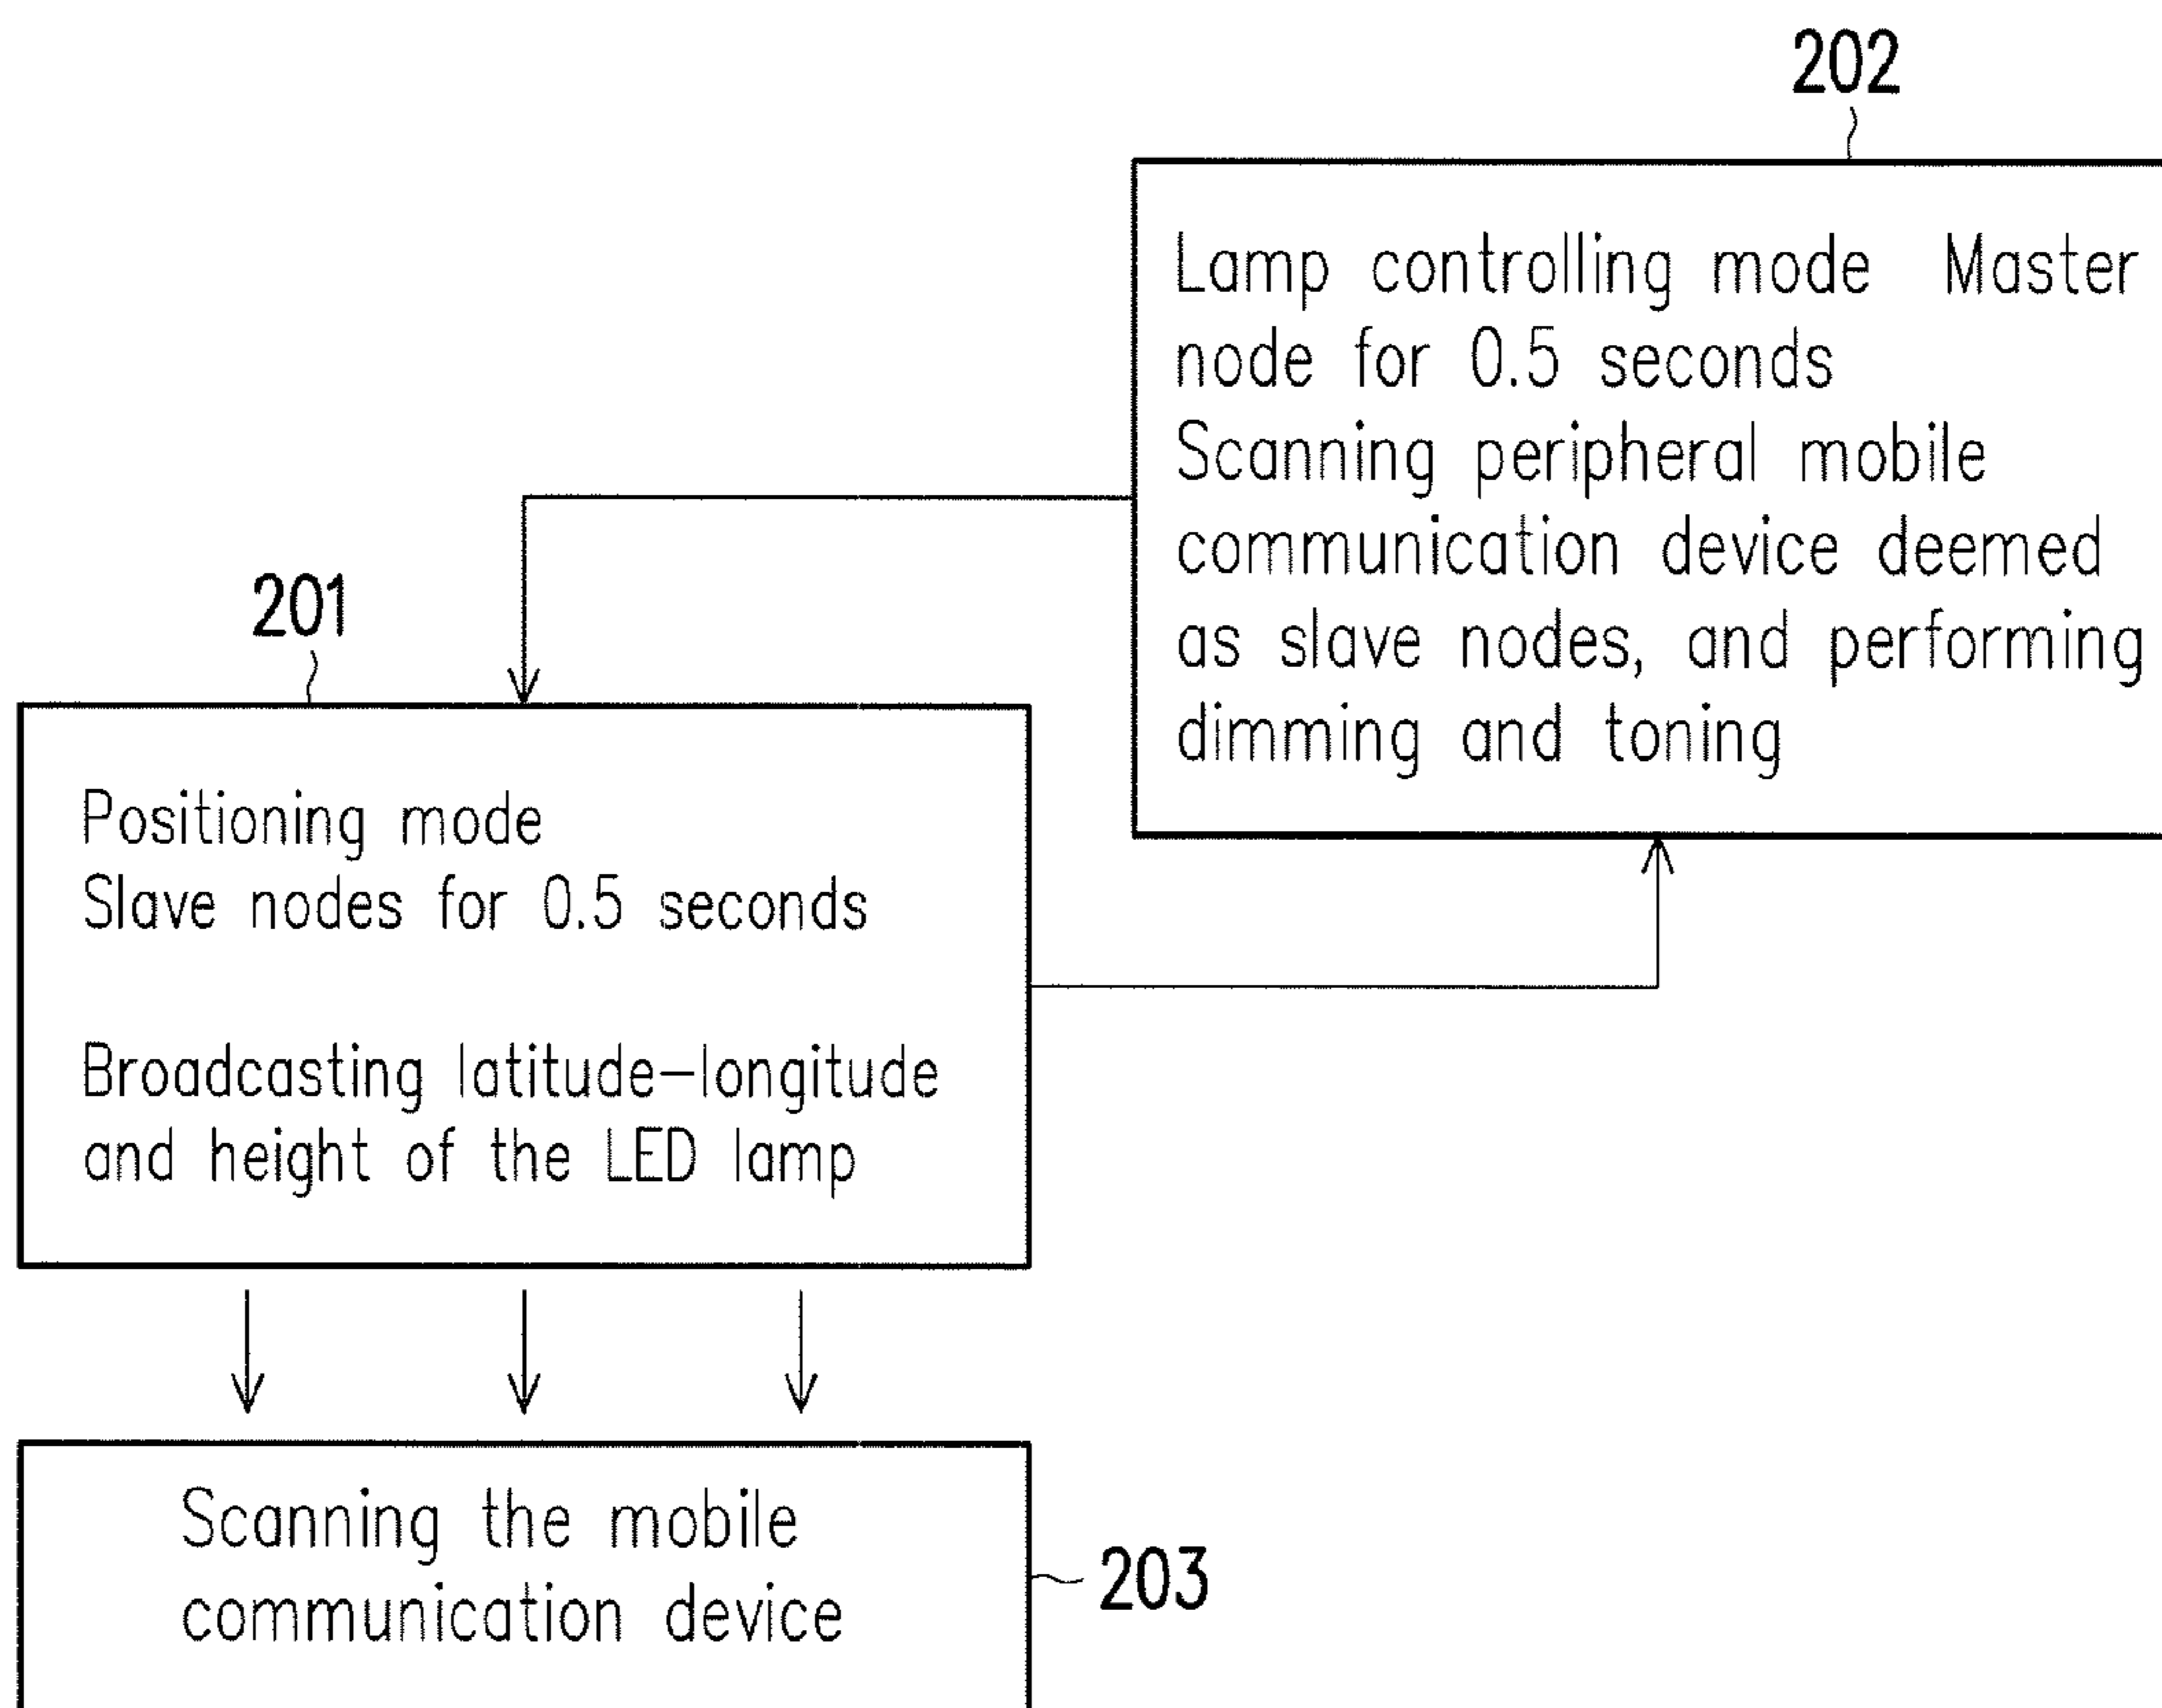 202
Lamp controlling mode  Master
node for 0.5 seconds
Scanning peripheral mobile
communication device deemed
as slave nodes, and performing
dimming and toning
201
Positioning mode
Slave nodes for 0.5 seconds
Broadcasting latitude-longitude
and height of the LED lamp
Scanning the mobile
communication device
203